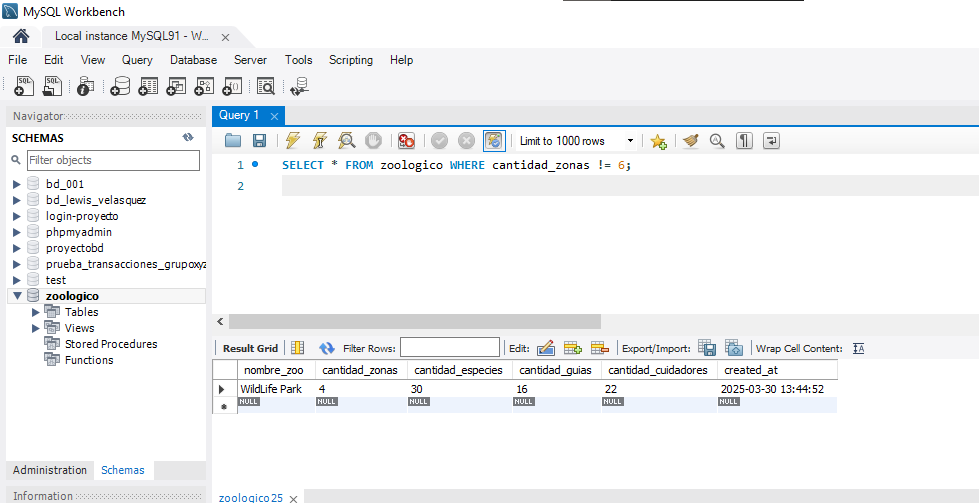 MySQL Workbench
Local instance MySQL91 - W...
File Edit View Query Database Server Tools Scripting Help
Navigator
SCHEMAS
Filter objects
bd_001
bd_lewis_velasquez
login-proyecto
phpmyadmin
proyectobd
prueba_transacciones_grupoxyz
test
zoologico
Tables
Views
Stored Procedures
Functions
Administration Schemas
Information
Query 1
Limit to 1000 rows
1 SELECT * FROM zoologico WHERE cantidad_zonas != 6;
2
Result Grid Filter Rows: Edit: Export/Import: Wrap Cell Content:
nombre_zoo cantidad_zonas cantidad_especies cantidad_guias cantidad_cuidadores created_at
WildLife Park 4 30 16 22 2025-03-30 13:44:52
NULL NULL NULL NULL NULL NULL
zoologico25